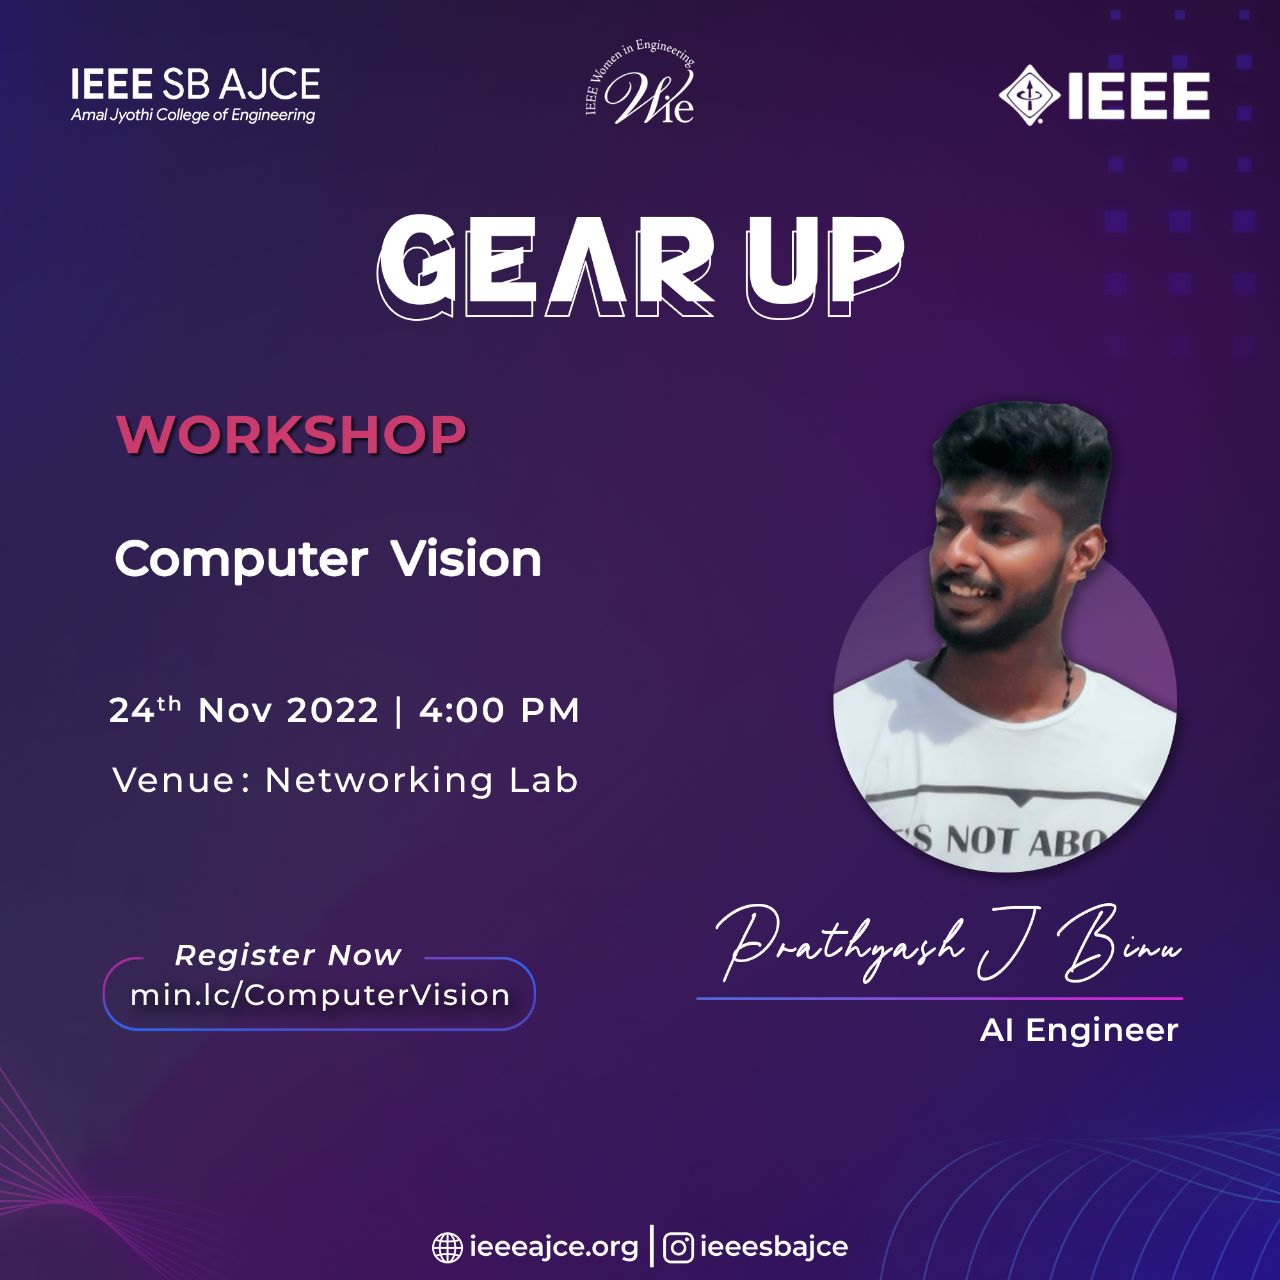 IEEE SB AJCE
Amal Jyothi College of Engineering
IEEE Women in Engineering
Wie
IEEE
GEAR UP
WORKSHOP
Computer Vision
24th Nov 2022 | 4:00 PM
Venue: Networking Lab
'S NOT ABO
Register Now
min.lc/ComputerVision
Prathyash J Binu
AI Engineer
ieeeajce.org | ieeesbajce